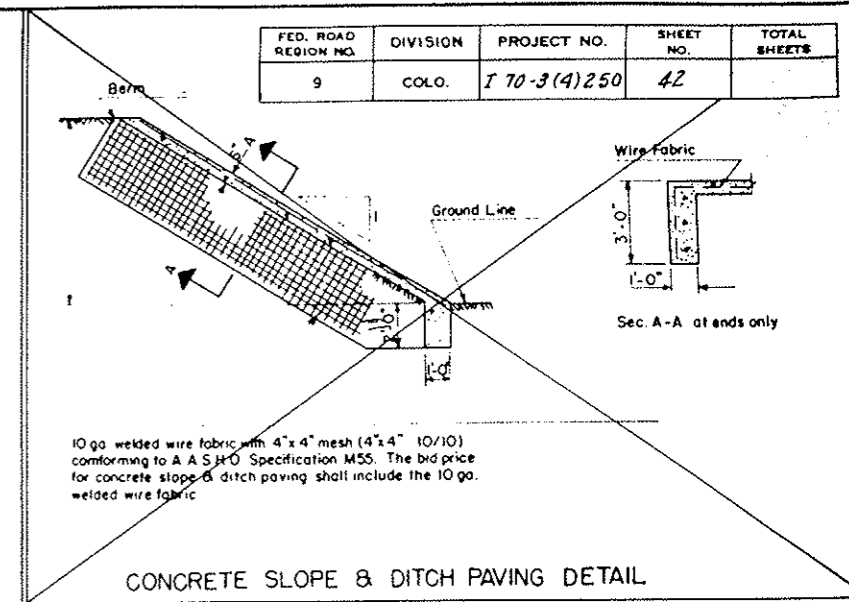 FED. ROAD REGION NO. DIVISION PROJECT NO. SHEET NO. TOTAL SHEETS
9 COLO. I 70-3(4)250 42
Berm
5"
A
A
1
Ground Line
1'-0"
Wire Fabric
3'-0"
1'-0"
Sec. A-A at ends only
10 ga welded wire fabric with 4"x 4" mesh (4"x 4" 10/10)
comforming to A A S H O Specification M55. The bid price
for concrete slope & ditch paving shall include the 10 ga.
welded wire fabric
CONCRETE SLOPE & DITCH PAVING DETAIL